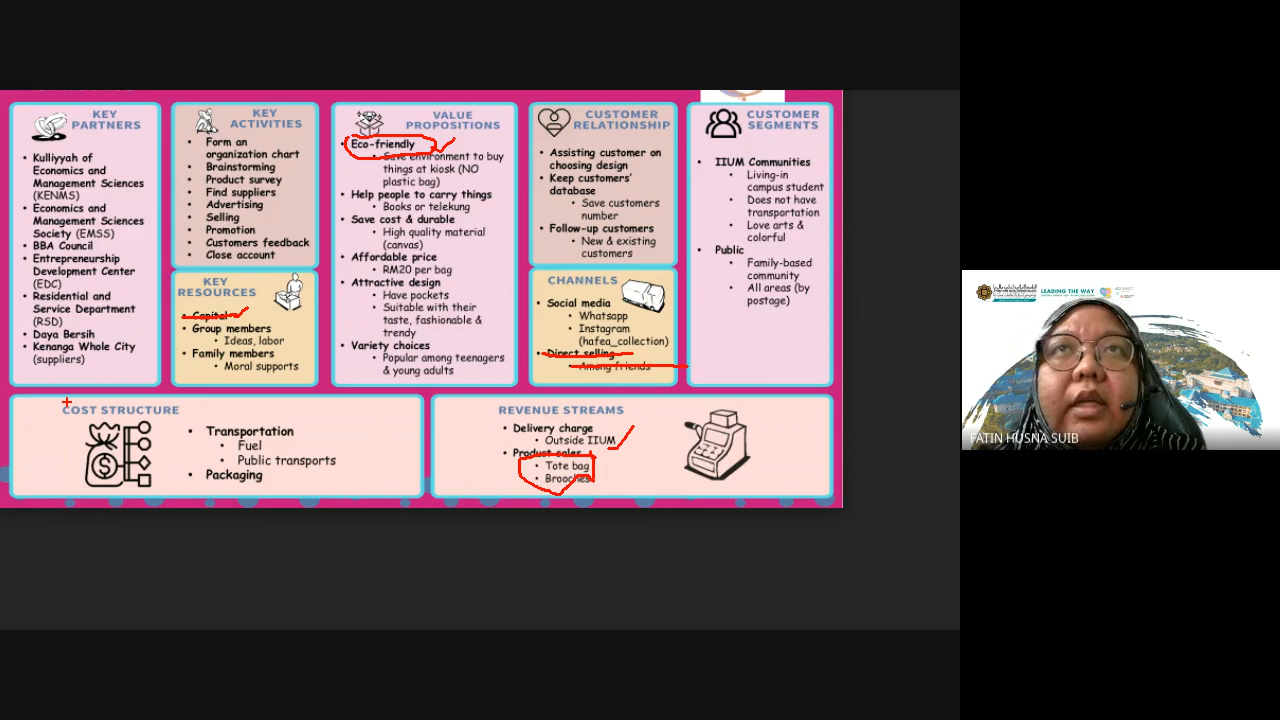 KEY
PARTNERS
Kulliyyah of
Economics and
Management Sciences
(KENMS)
Economics and
Management Sciences
Society (EMSS)
BBA Council
Entrepreneurship
Development Center
(EDC)
Residential and
Service Department
(RSD)
Daya Bersih
Kenanga Whole City
(suppliers)
KEY
ACTIVITIES
Form an
organization chart
Brainstorming
Product survey
Find suppliers
Advertising
Selling
Promotion
Customers feedback
Close account
KEY
RESOURCES
Capital
Group members
Ideas, labor
Family members
Moral supports
VALUE
PROPOSITIONS
Eco-friendly
Save environment to buy
things at kiosk (NO
plastic bag)
Help people to carry things
Books or telekung
Save cost & durable
High quality material
(canvas)
Affordable price
RM20 per bag
Attractive design
Have pockets
Suitable with their
taste, fashionable &
trendy
Variety choices
Popular among teenagers
& young adults
CUSTOMER
RELATIONSHIP
Assisting customer on
choosing design
Keep customers'
database
Save customers
number
Follow-up customers
New & existing
customers
CHANNELS
Social media
Whatsapp
Instagram
(hafea_collection)
Direct selling
Among friends
CUSTOMER
SEGMENTS
IIUM Communities
Living-in
campus student
Does not have
transportation
Love arts &
colorful
Public
Family-based
community
All areas (by
postage)
COST STRUCTURE
Transportation
Fuel
Public transports
Packaging
REVENUE STREAMS
Delivery charge
Outside IIUM
Product sales
Tote bag
Brooches
LEADING THE WAY
FATIN HUSNA SUIB